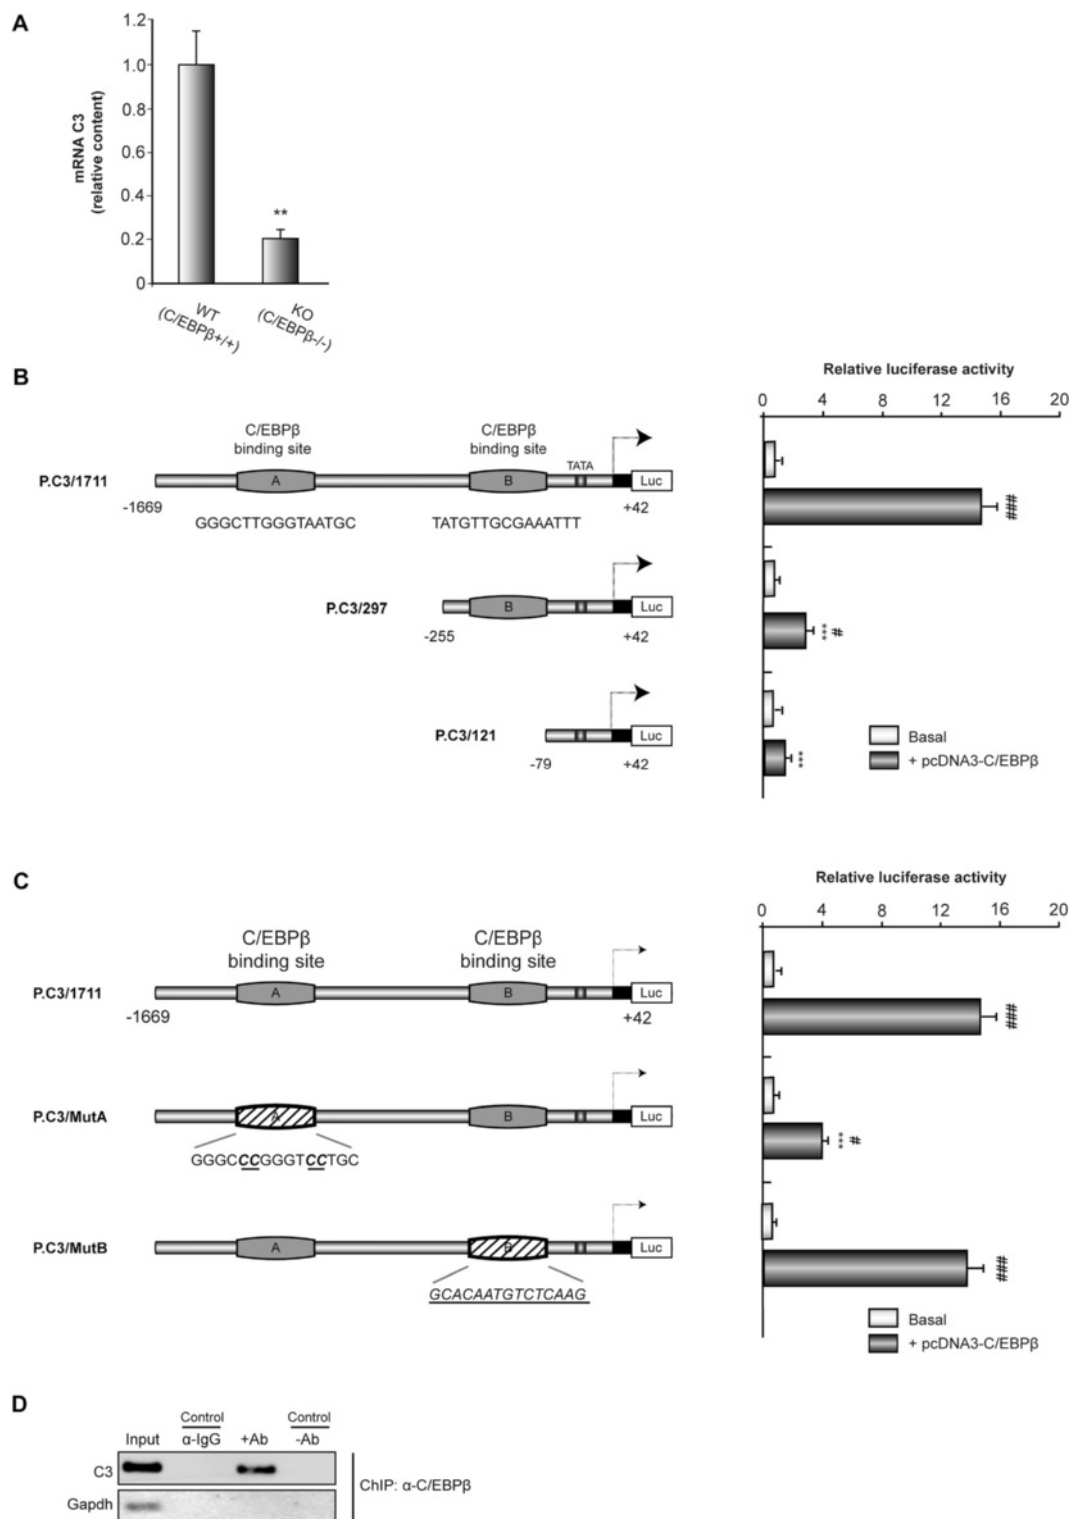 A
mRNA C3
(relative content)
1.2
1.0
0.8
0.6
0.4
0.2
0
**
WT
(C/EBPβ+/+)
KO
(C/EBPβ-/-)
B
Relative luciferase activity
0 4 8 12 16 20
C/EBPβ
binding site
C/EBPβ
binding site
TATA
P.C3/1711
A
B
Luc
-1669
+42
GGGCTTGGGTAATGC
TATGTTGCGAAATTT
###
P.C3/297
B
Luc
-255
+42
*** #
P.C3/121
Luc
-79
+42
***
Basal
+ pcDNA3-C/EBPβ
C
Relative luciferase activity
0 4 8 12 16 20
C/EBPβ
binding site
C/EBPβ
binding site
P.C3/1711
A
B
Luc
-1669
+42
###
P.C3/MutA
A
B
Luc
GGGCCCGGGTCCTGC
*** #
P.C3/MutB
A
B
Luc
GCACAATGTCTCAAG
###
Basal
+ pcDNA3-C/EBPβ
D
Control
Control
Input α-IgG +Ab -Ab
C3
Gapdh
ChIP: α-C/EBPβ